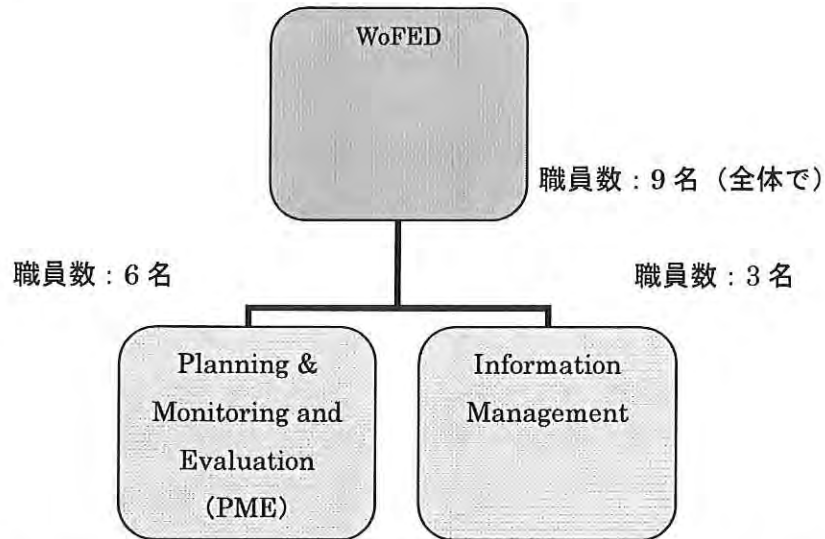 WoFED
職員数：9 名（全体で）
職員数：6 名
職員数：3 名
Planning &
Monitoring and
Evaluation
（PME）
Information
Management